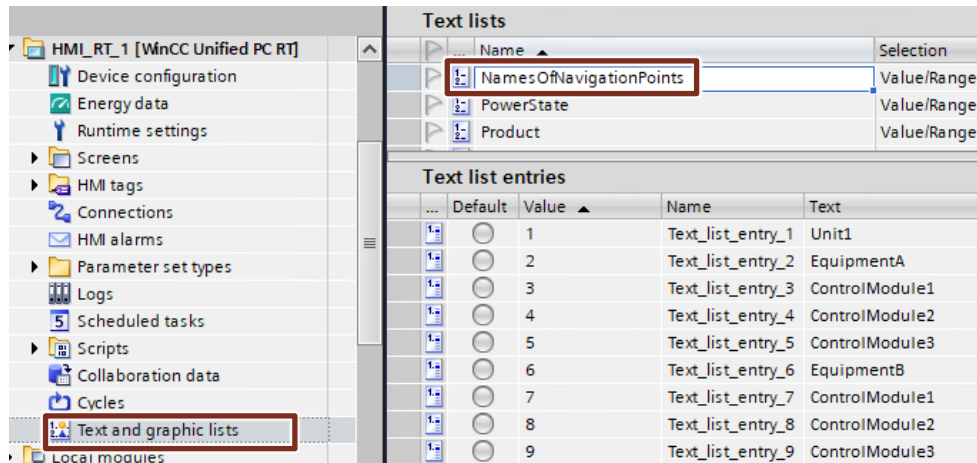 HMI_RT_1 [WinCC Unified PC RT]
Device configuration
Energy data
Runtime settings
Screens
HMI tags
Connections
HMI alarms
Parameter set types
Logs
Scheduled tasks
Scripts
Collaboration data
Cycles
Text and graphic lists
Local modules
Text lists
... Name Selection
NamesOfNavigationPoints Value/Range
PowerState Value/Range
Product Value/Range
Text list entries
... Default Value Name Text
1 Text_list_entry_1 Unit1
2 Text_list_entry_2 EquipmentA
3 Text_list_entry_3 ControlModule1
4 Text_list_entry_4 ControlModule2
5 Text_list_entry_5 ControlModule3
6 Text_list_entry_6 EquipmentB
7 Text_list_entry_7 ControlModule1
8 Text_list_entry_8 ControlModule2
9 Text_list_entry_9 ControlModule3